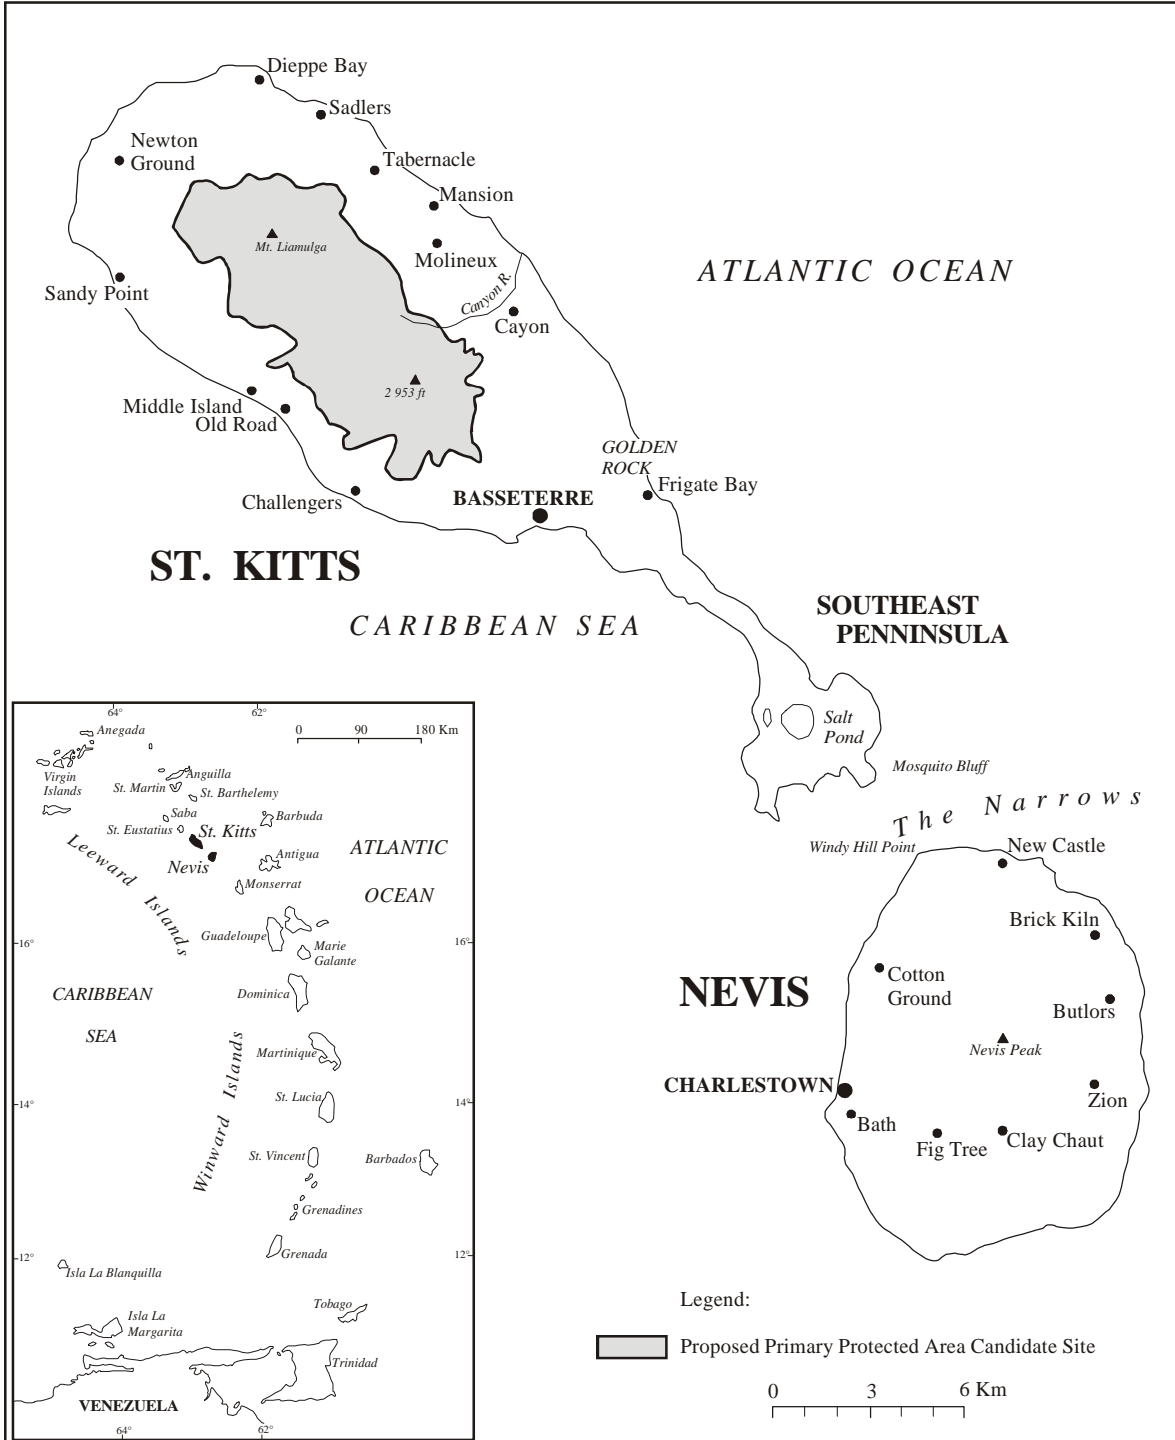 Dieppe Bay
Sadlers
Newton
Ground
Tabernacle
Mansion
Mt. Liamulga
Molineux
ATLANTIC OCEAN
Sandy Point
Canyon R.
Cayon
2 953 ft
Middle Island
Old Road
GOLDEN
ROCK
Frigate Bay
Challengers
BASSETERRE
ST. KITTS
CARIBBEAN SEA
SOUTHEAST
PENNINSULA
Salt
Pond
Mosquito Bluff
The Narrows
Windy Hill Point
New Castle
Brick Kiln
Cotton
Ground
NEVIS
Butlors
Nevis Peak
CHARLESTOWN
Zion
Bath
Fig Tree
Clay Chaut
64°
62°
0 90 180 Km
Anegada
Virgin
Islands
Anguilla
St. Martin
St. Barthelemy
Saba
St. Eustatius
St. Kitts
Barbuda
Nevis
Antigua
Monserrat
ATLANTIC
OCEAN
Leeward Islands
Guadeloupe
Marie
Galante
16°
16°
CARIBBEAN
SEA
Dominica
Martinique
Winward Islands
St. Lucia
14°
14°
St. Vincent
Barbados
Grenadines
Grenada
12°
12°
Isla La Blanquilla
Isla La
Margarita
Tobago
Trinidad
VENEZUELA
64°
62°
Legend:
Proposed Primary Protected Area Candidate Site
0 3 6 Km